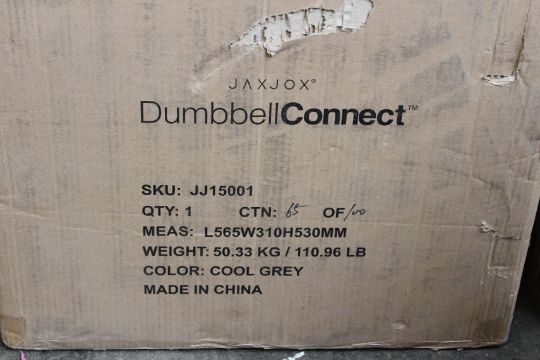 JAXJOX®
DumbbellConnect™
SKU: JJ15001
QTY: 1 CTN: 65 OF/00
MEAS: L565W310H530MM
WEIGHT: 50.33 KG / 110.96 LB
COLOR: COOL GREY
MADE IN CHINA